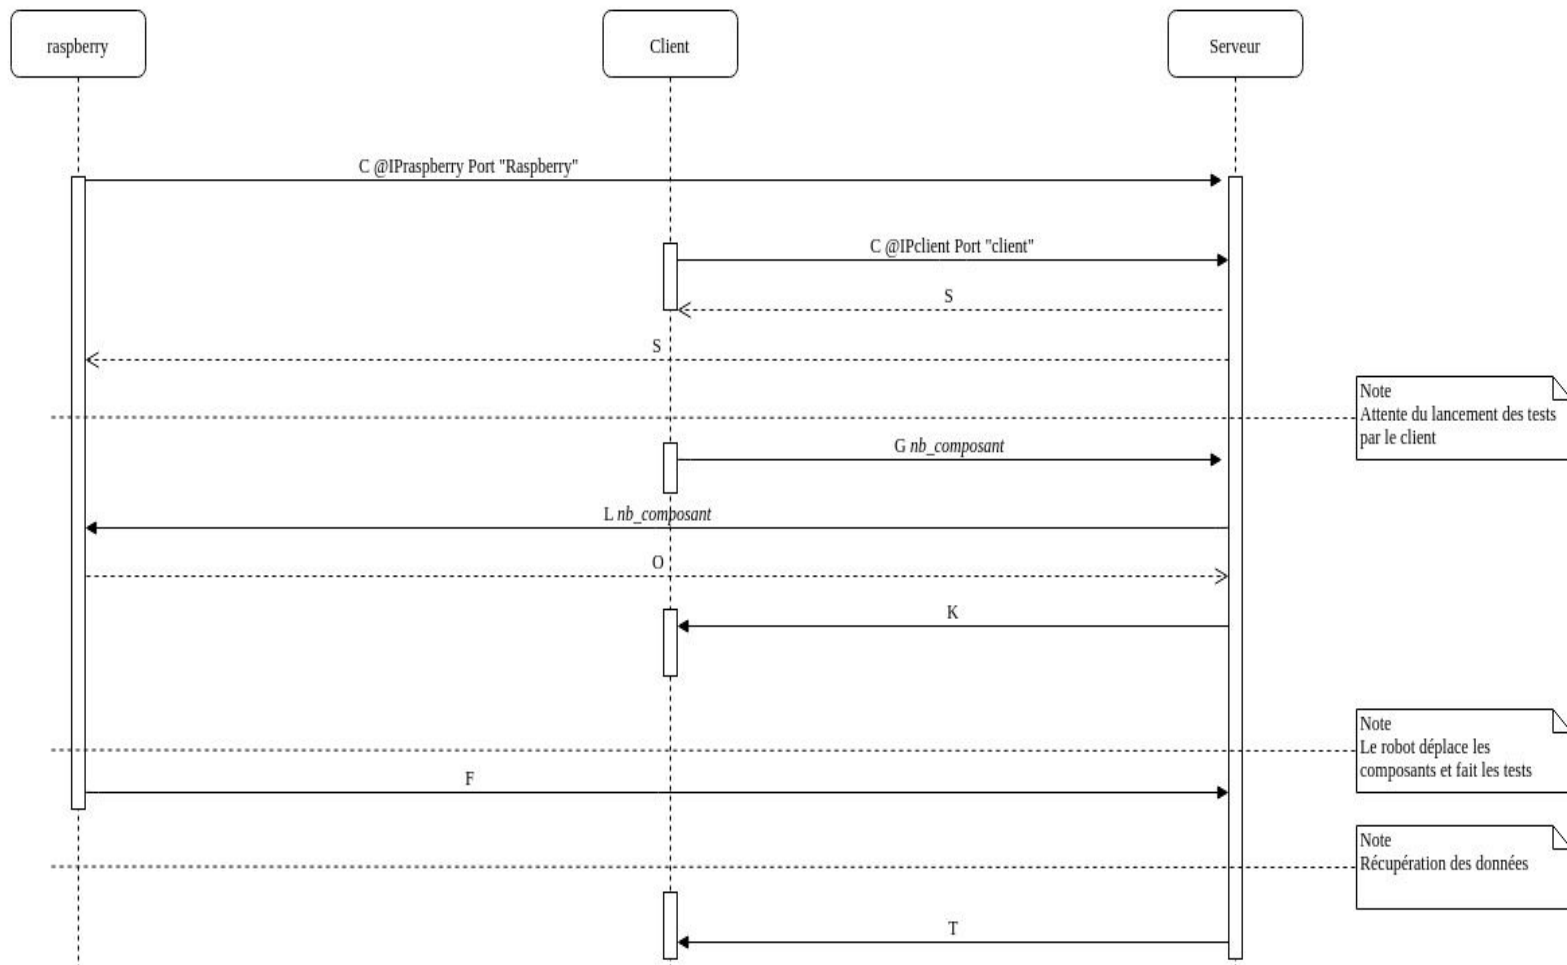 raspberry
Client
Serveur
C @IPraspberry Port "Raspberry"
C @IPclient Port "client"
S
S
Note
Attente du lancement des tests
par le client
G nb_composant
L nb_composant
O
K
Note
Le robot déplace les
composants et fait les tests
F
Note
Récupération des données
T